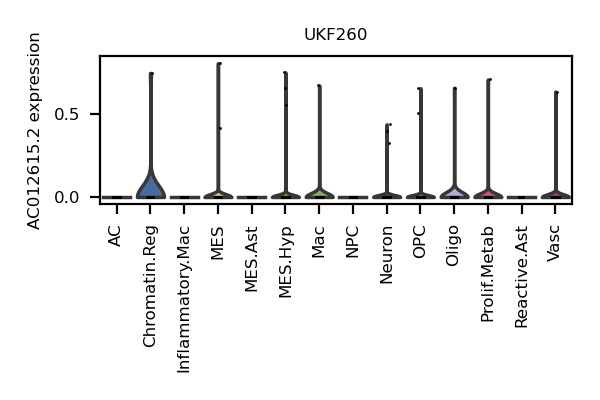 UKF260
AC012615.2 expression
0.5
0.0
AC
Chromatin.Reg
Inflammatory.Mac
MES
MES.Ast
MES.Hyp
Mac
NPC
Neuron
OPC
Oligo
Prolif.Metab
Reactive.Ast
Vasc